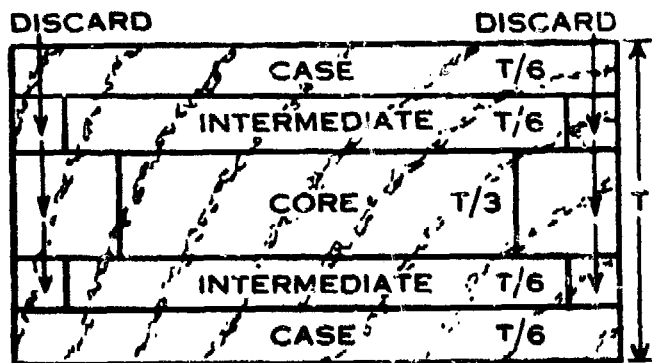 DISCARD DISCARD
CASE T/6
INTERMEDIATE T/6
CORE T/3
T
INTERMEDIATE T/6
CASE T/6